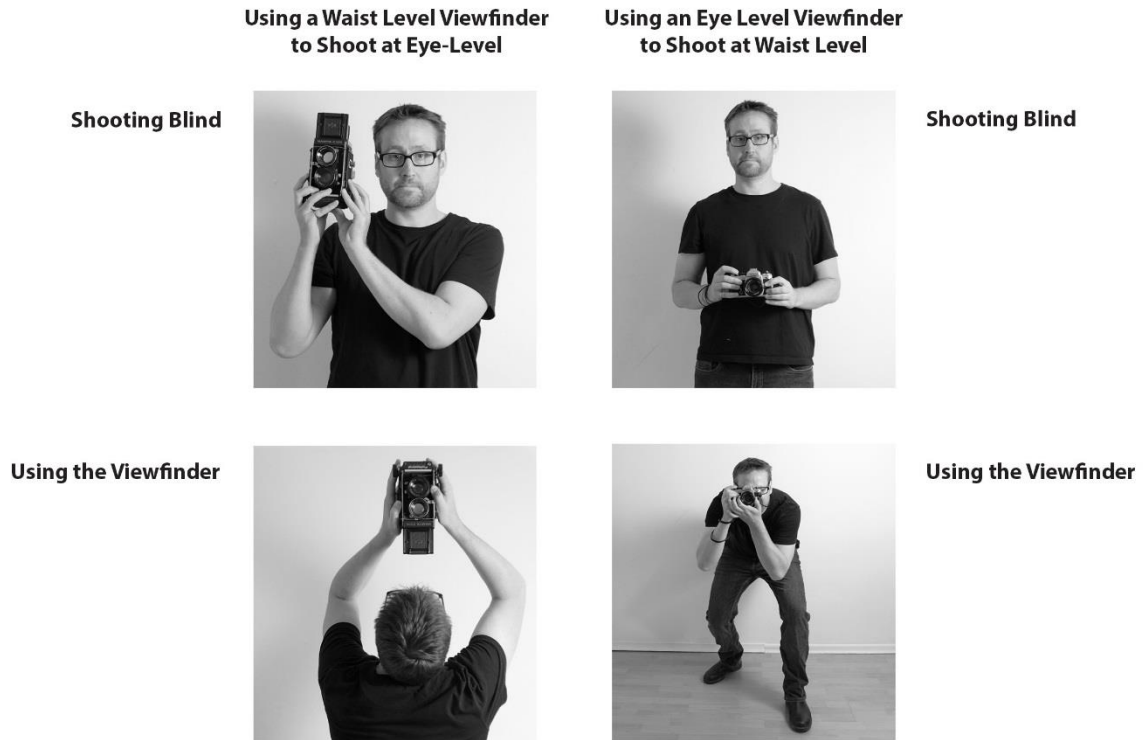 Using a Waist Level Viewfinder
to Shoot at Eye-Level
Using an Eye Level Viewfinder
to Shoot at Waist Level
Shooting Blind
Shooting Blind
Using the Viewfinder
Using the Viewfinder